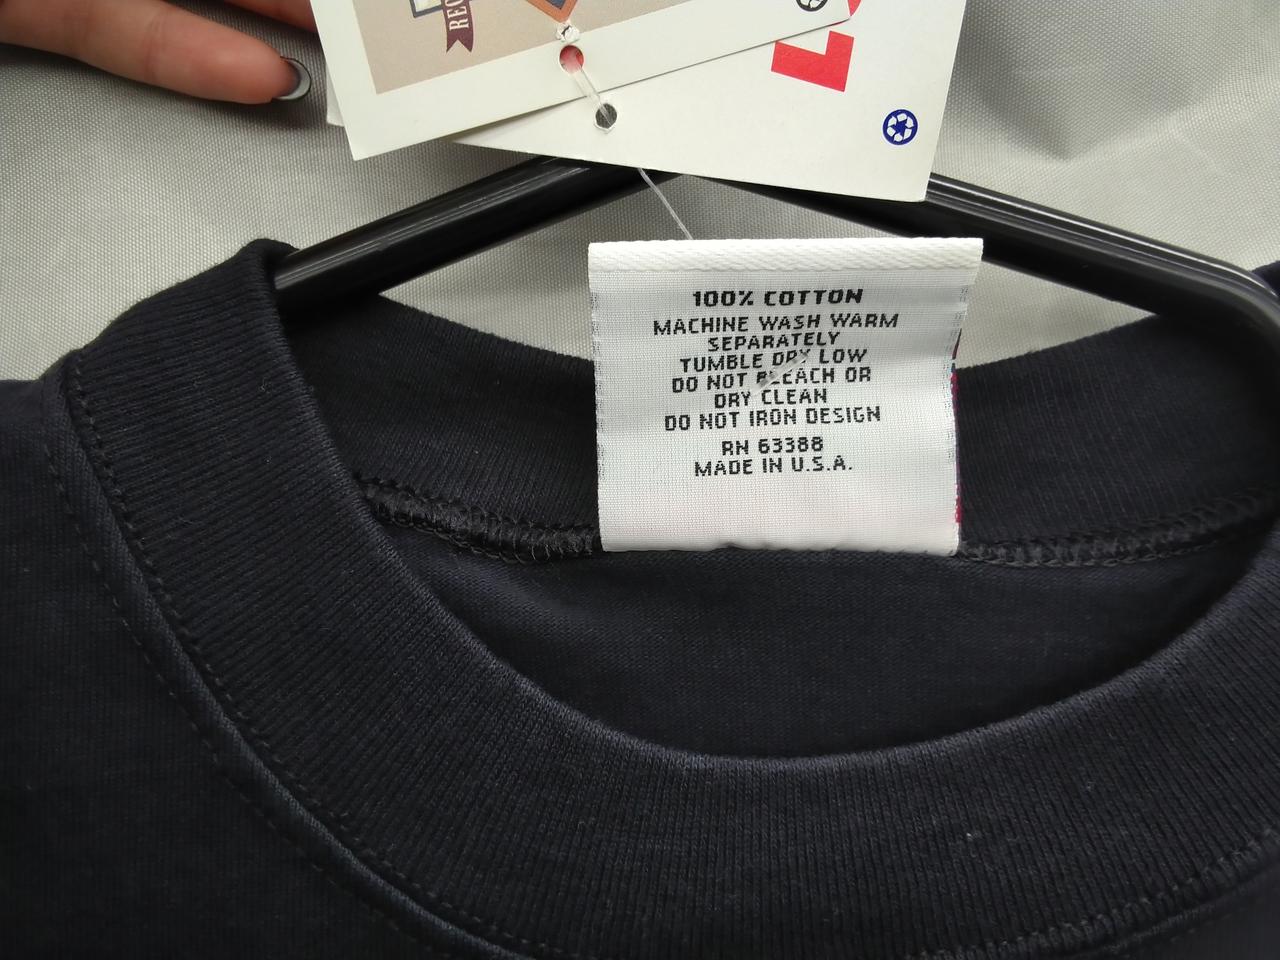 REC
100% COTTON
MACHINE WASH WARM
SEPARATELY
TUMBLE DRY LOW
DO NOT BLEACH OR
DRY CLEAN
DO NOT IRON DESIGN
RN 63388
MADE IN U.S.A.